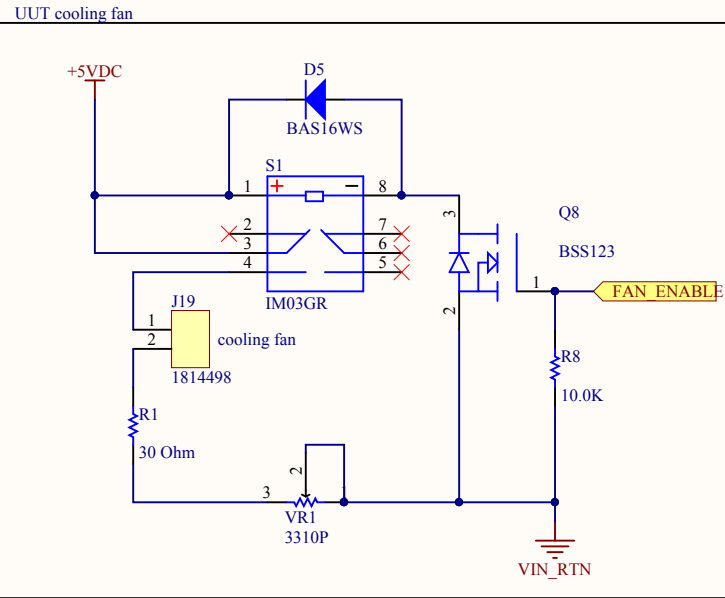 UUT cooling fan
+5VDC
D5
BAS16WS
S1
1
8
2
3
4
7
6
5
IM03GR
3
2
Q8
BSS123
1
FAN_ENABLE
J19
1
2
cooling fan
1814498
R8
10.0K
R1
30 Ohm
3
2
VR1
3310P
VIN_RTN